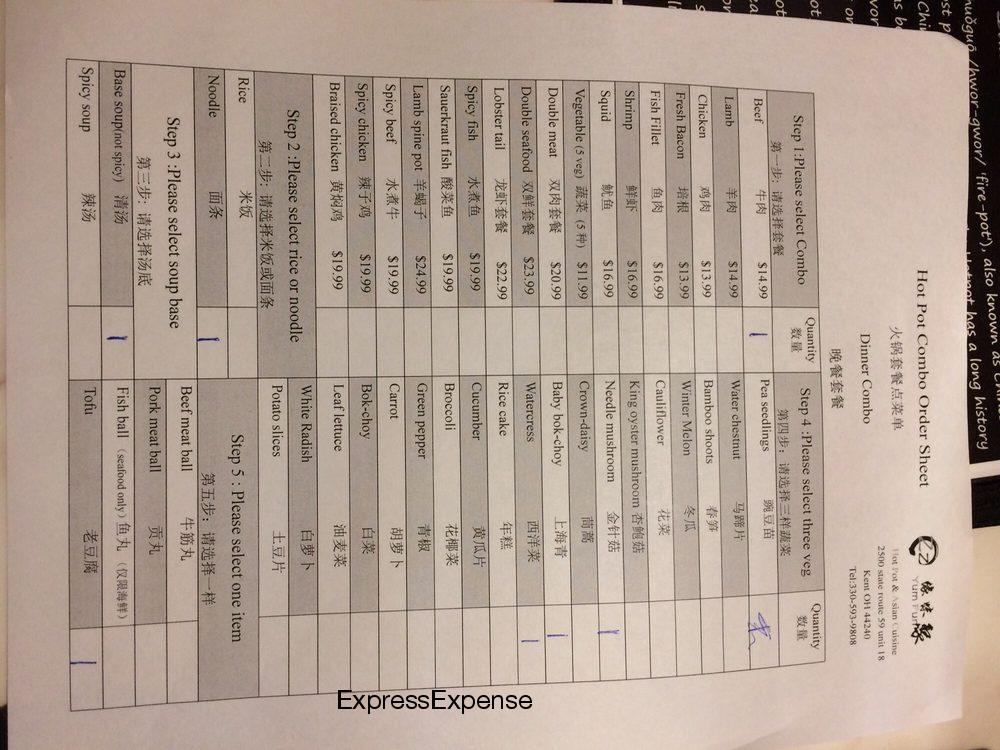 huǒguō /hwor-gwor/ 'fire-pot'), also known as
has a long history
Hot Pot Combo Order Sheet
火锅套餐点菜单
Dinner Combo
晚餐套餐
ez 缘味聚
Yum Fun
Hot Pot & Asian Cuisine
2500 state route 59 unit 18
Kent OH 44240
Tel:330-593-9808
Step 1:Please select Combo
第一步: 请选择套餐
Quantity
数量
Beef 牛肉 $14.99 1
Lamb 羊肉 $14.99
Chicken 鸡肉 $13.99
Fresh Bacon 培根 $13.99
Fish Fillet 鱼肉 $16.99
Shrimp 鲜虾 $16.99
Squid 鱿鱼 $16.99
Vegetable (5 veg) 蔬菜 (5 种) $11.99
Double meat 双肉套餐 $20.99
Double seafood 双鲜套餐 $23.99
Lobster tail 龙虾套餐 $22.99
Spicy fish 水煮鱼 $19.99
Sauerkraut fish 酸菜鱼 $19.99
Lamb spine pot 羊蝎子 $24.99
Spicy beef 水煮牛 $19.99
Spicy chicken 辣子鸡 $19.99
Braised chicken 黄焖鸡 $19.99
Step 2 :Please select rice or noodle
第二步: 请选择米饭或面条
Rice 米饭
Noodle 面条 1
Step 3 :Please select soup base
第三步: 请选择汤底
Base soup(not spicy) 清汤 1
Spicy soup 辣汤
Step 4 :Please select three veg
第四步: 请选择三样蔬菜
Quantity
数量
Pea seedlings 豌豆苗
Water chestnut 马蹄片
Bamboo shoots 春笋
Winter Melon 冬瓜
Cauliflower 花菜
King oyster mushroom 杏鲍菇
Needle mushroom 金针菇 1
Crown-daisy 茼蒿
Baby bok-choy 上海青 1
Watercress 西洋菜 1
Rice cake 年糕
Cucumber 黄瓜片
Broccoli 花椰菜
Green pepper 青椒
Carrot 胡萝卜
Bok-choy 白菜
Leaf lettuce 油麦菜
White Radish 白萝卜
Potato slices 土豆片
Step 5 : Please select one item
第五步: 请选择一样
Beef meat ball 牛筋丸
Pork meat ball 贡丸
Fish ball (seafood only) 鱼丸 (仅限海鲜)
Tofu 老豆腐 1
ExpressExpense